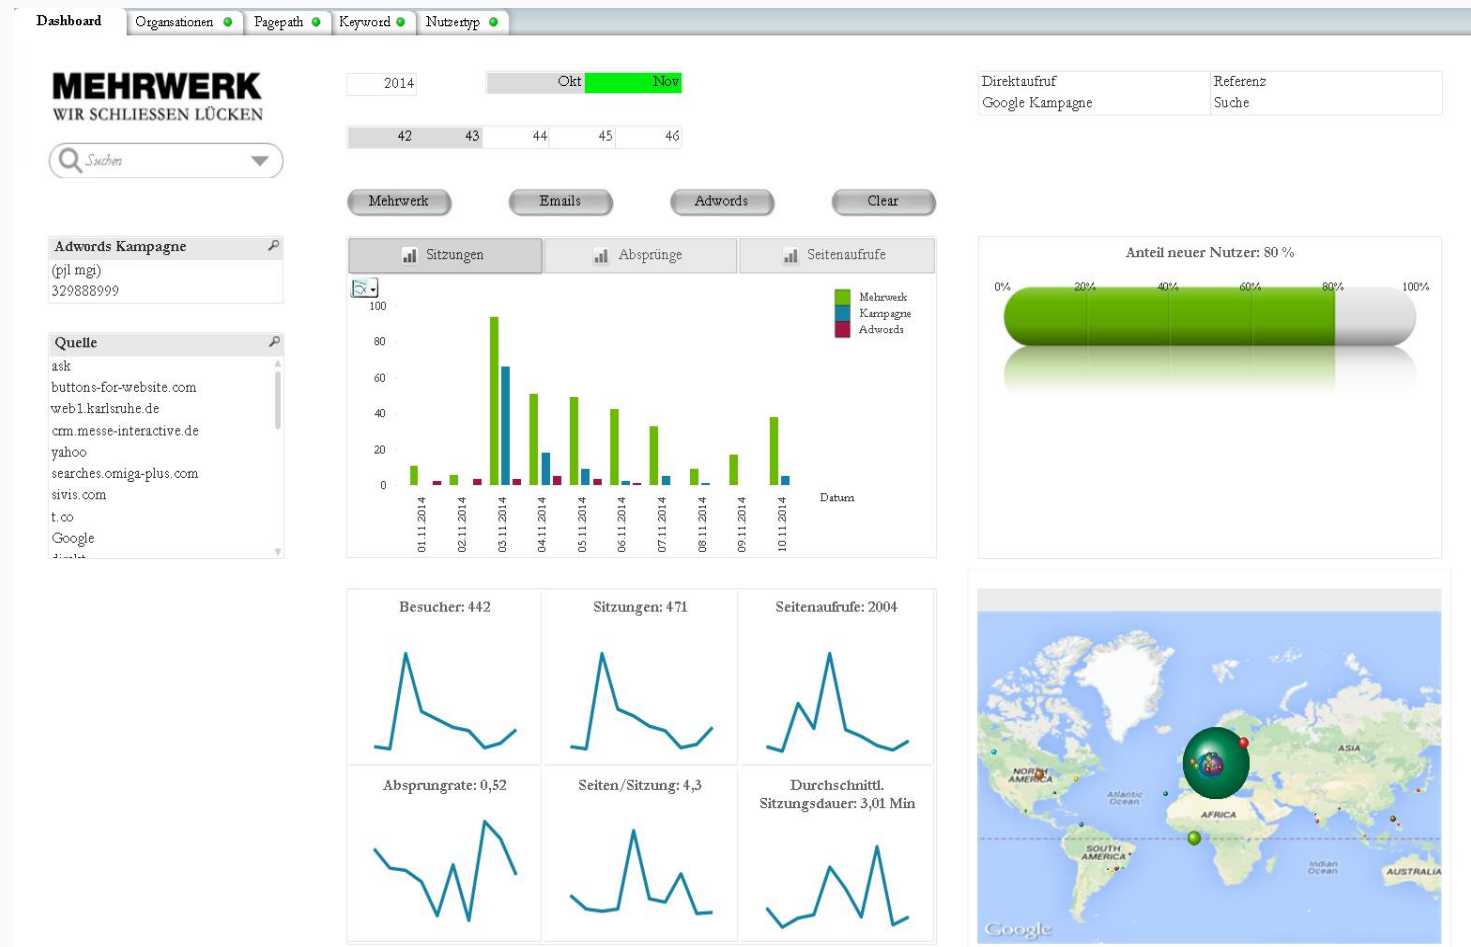 Dashboard
Organsationen
Pagepath
Keyword
Nutzertyp
MEHRWERK
WIR SCHLIESSEN LÜCKEN
Suchen
2014
Okt Nov
42 43 44 45 46
Direktaufruf Referenz
Google Kampagne Suche
Mehrwerk
Emails
Adwords
Clear
Adwords Kampagne
(pjl mgi)
329888999
Quelle
ask
buttons-for-website.com
web1.karlsruhe.de
crm.messe-interactive.de
yahoo
searches.omiga-plus.com
sivis.com
t.co
Google
direkt
Sitzungen
Absprünge
Seitenaufrufe
Mehrwerk
Kampagne
Adwords
100
80
60
40
20
0
01.11.2014
02.11.2014
03.11.2014
04.11.2014
05.11.2014
06.11.2014
07.11.2014
08.11.2014
09.11.2014
10.11.2014
Datum
Anteil neuer Nutzer: 80 %
0% 20% 40% 60% 80% 100%
Besucher: 442
Sitzungen: 471
Seitenaufrufe: 2004
Absprungrate: 0,52
Seiten/Sitzung: 4,3
Durchschnittl.
Sitzungsdauer: 3,01 Min
ASIA
NORTH
AMERICA
Atlantic
Ocean
AFRICA
SOUTH
AMERICA
Indian
Ocean
AUSTRALIA
Google